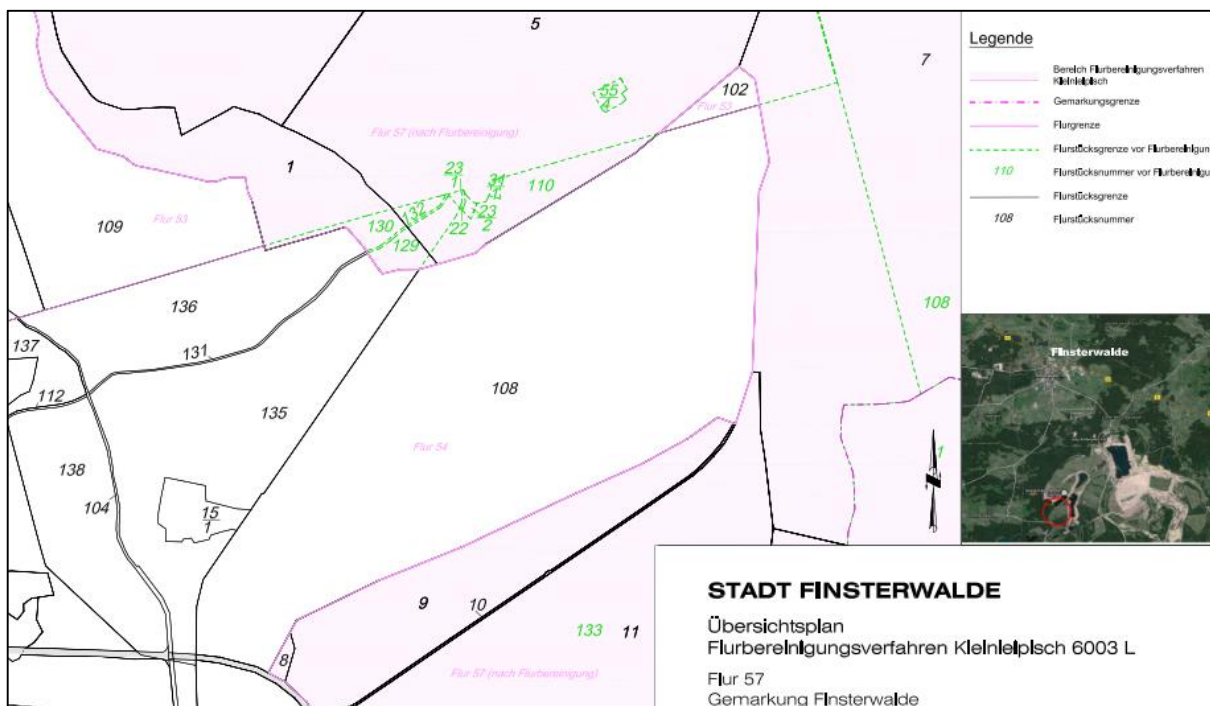 5
7
102
Flur 53
55
4
Flur 57 (nach Flurbereinigung)
1
23
1
31
1
110
132
130
23
2
22
129
109
Flur 53
136
108
137
131
112
108
135
Flur 54
138
104
15
1
9
10
133
11
8
Flur 57 (nach Flurbereinigung)
1
Legende
Bereich Flurbereinigungsverfahren
Kleinleipisch
Gemarkungsgrenze
Flurgrenze
Flurstücksgrenze vor Flurbereinigun
110 Flurstücksnummer vor Flurbereinigu
Flurstücksgrenze
108 Flurstücksnummer
Finsterwalde
STADT FINSTERWALDE
Übersichtsplan
Flurbereinigungsverfahren Kleinleipisch 6003 L
Flur 57
Gemarkung Finsterwalde